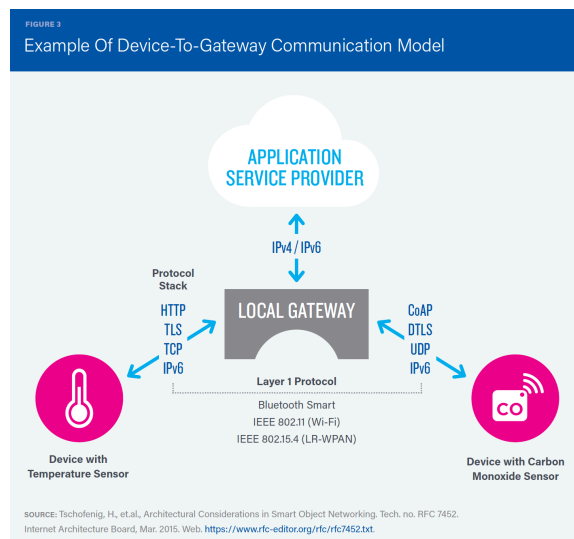 FIGURE 3
Example Of Device-To-Gateway Communication Model
APPLICATION
SERVICE PROVIDER
IPv4 / IPv6
Protocol
Stack
HTTP
TLS
TCP
IPv6
LOCAL GATEWAY
CoAP
DTLS
UDP
IPv6
Layer 1 Protocol
Bluetooth Smart
IEEE 802.11 (Wi-Fi)
IEEE 802.15.4 (LR-WPAN)
CO
Device with
Temperature Sensor
Device with Carbon
Monoxide Sensor
SOURCE: Tschofenig, H., et.al., Architectural Considerations in Smart Object Networking. Tech. no. RFC 7452.
Internet Architecture Board, Mar. 2015. Web. https://www.rfc-editor.org/rfc/rfc7452.txt.